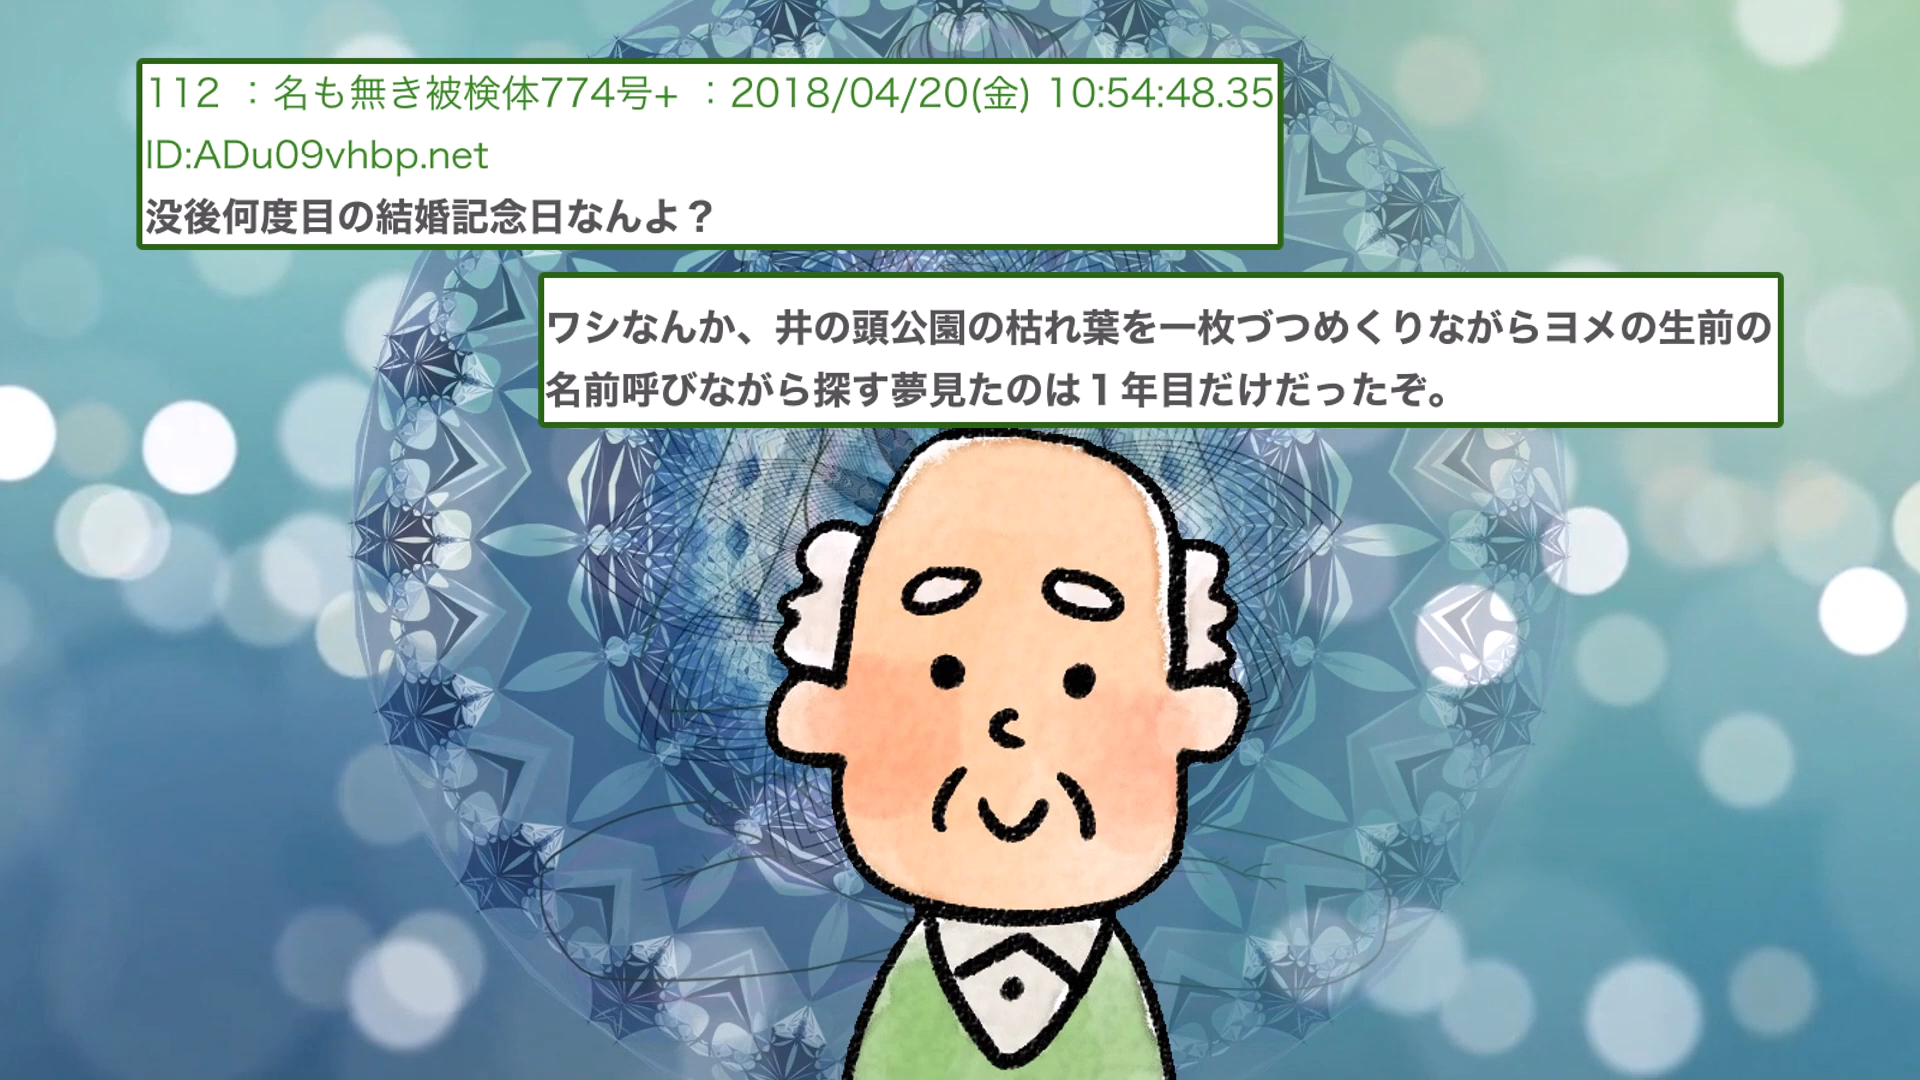 112 ：名も無き被検体774号+ ：2018/04/20(金) 10:54:48.35
ID:ADu09vhbp.net
没後何度目の結婚記念日なんよ？
ワシなんか、井の頭公園の枯れ葉を一枚づつめくりながらヨメの生前の
名前呼びながら探す夢見たのは１年目だけだったぞ。